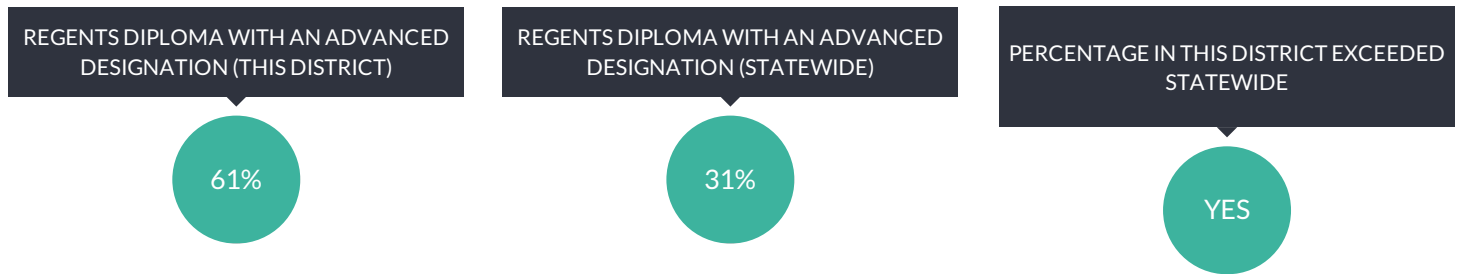 REGENTS DIPLOMA WITH AN ADVANCED
DESIGNATION (THIS DISTRICT)
61%
REGENTS DIPLOMA WITH AN ADVANCED
DESIGNATION (STATEWIDE)
31%
PERCENTAGE IN THIS DISTRICT EXCEEDED
STATEWIDE
YES